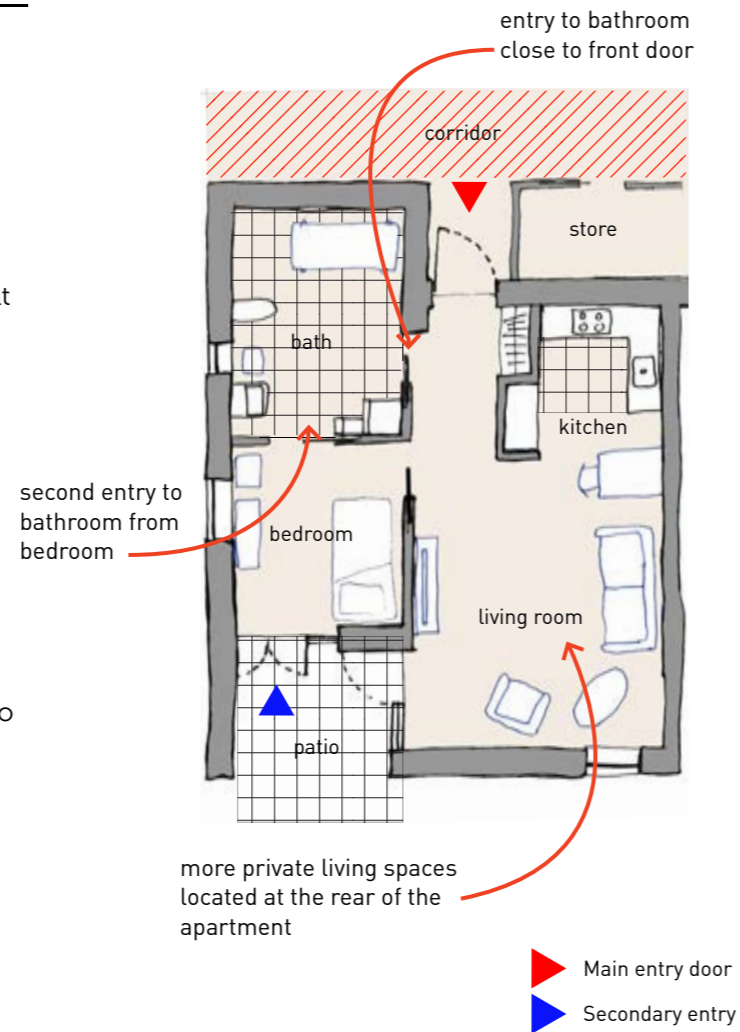 entry to bathroom
close to front door
corridor
store
bath
kitchen
second entry to
bathroom from
bedroom
bedroom
living room
patio
more private living spaces
located at the rear of the
apartment
Main entry door
Secondary entry